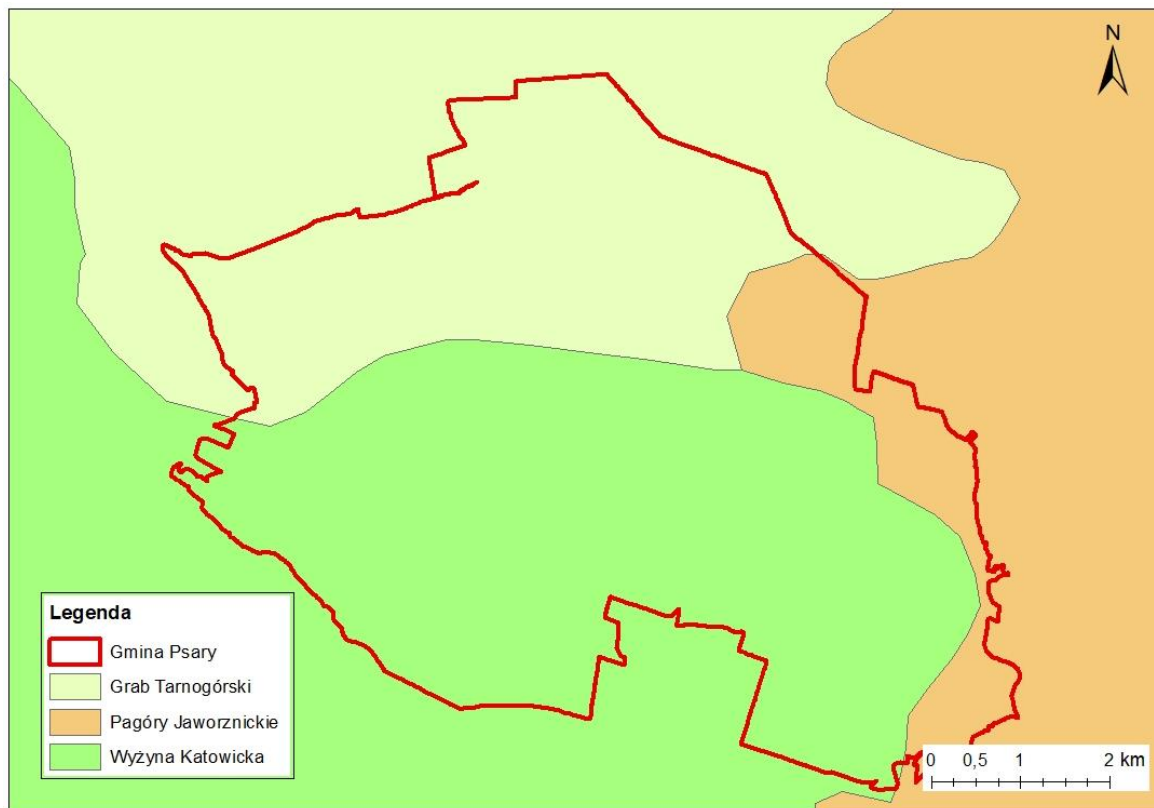 N
Legenda
Gmina Psary
Grab Tarnogórski
Pagóry Jaworznickie
Wyżyna Katowicka
0 0,5 1 2 km